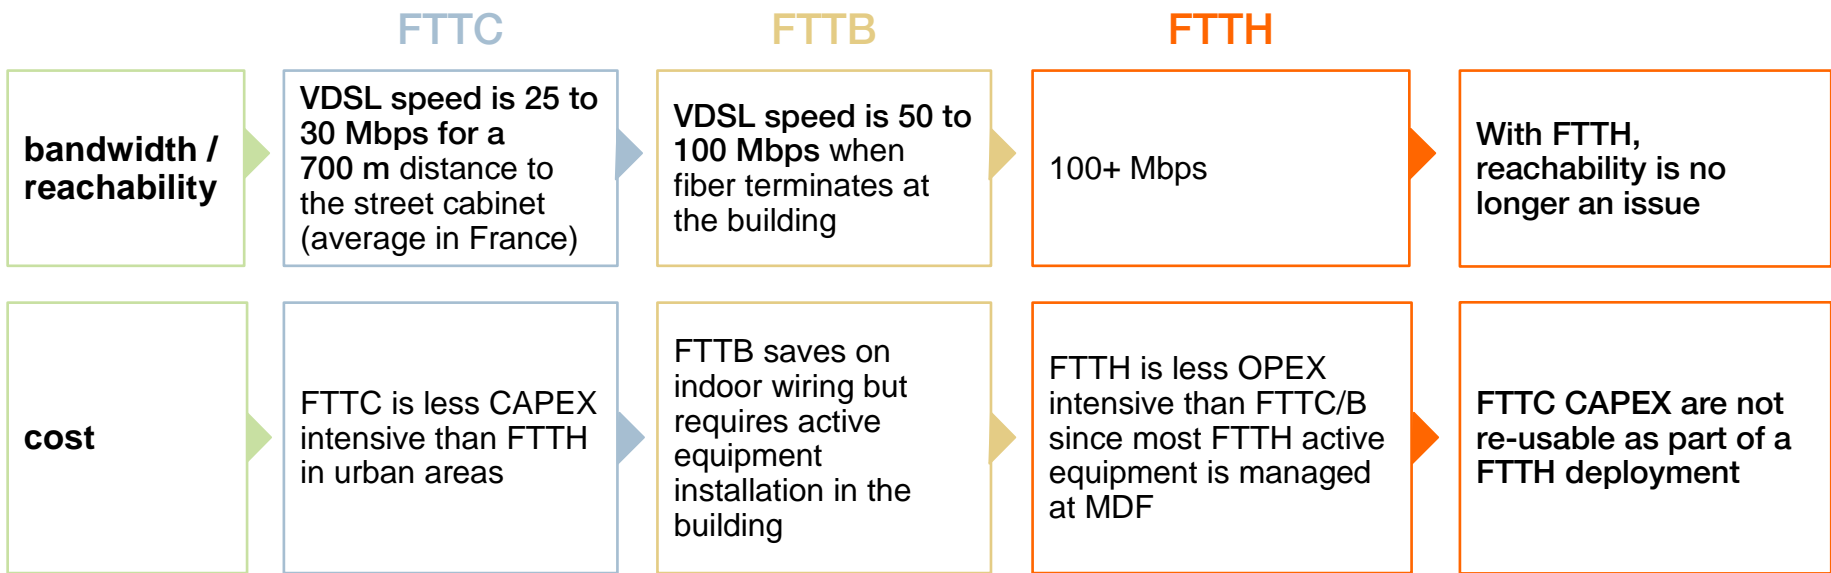 FTTC
FTTB
FTTH
bandwidth /
reachability
VDSL speed is 25 to
30 Mbps for a
700 m distance to
the street cabinet
(average in France)
VDSL speed is 50 to
100 Mbps when
fiber terminates at
the building
100+ Mbps
With FTTH,
reachability is no
longer an issue
cost
FTTC is less CAPEX
intensive than FTTH
in urban areas
FTTB saves on
indoor wiring but
requires active
equipment
installation in the
building
FTTH is less OPEX
intensive than FTTC/B
since most FTTH active
equipment is managed
at MDF
FTTC CAPEX are not
re-usable as part of a
FTTH deployment